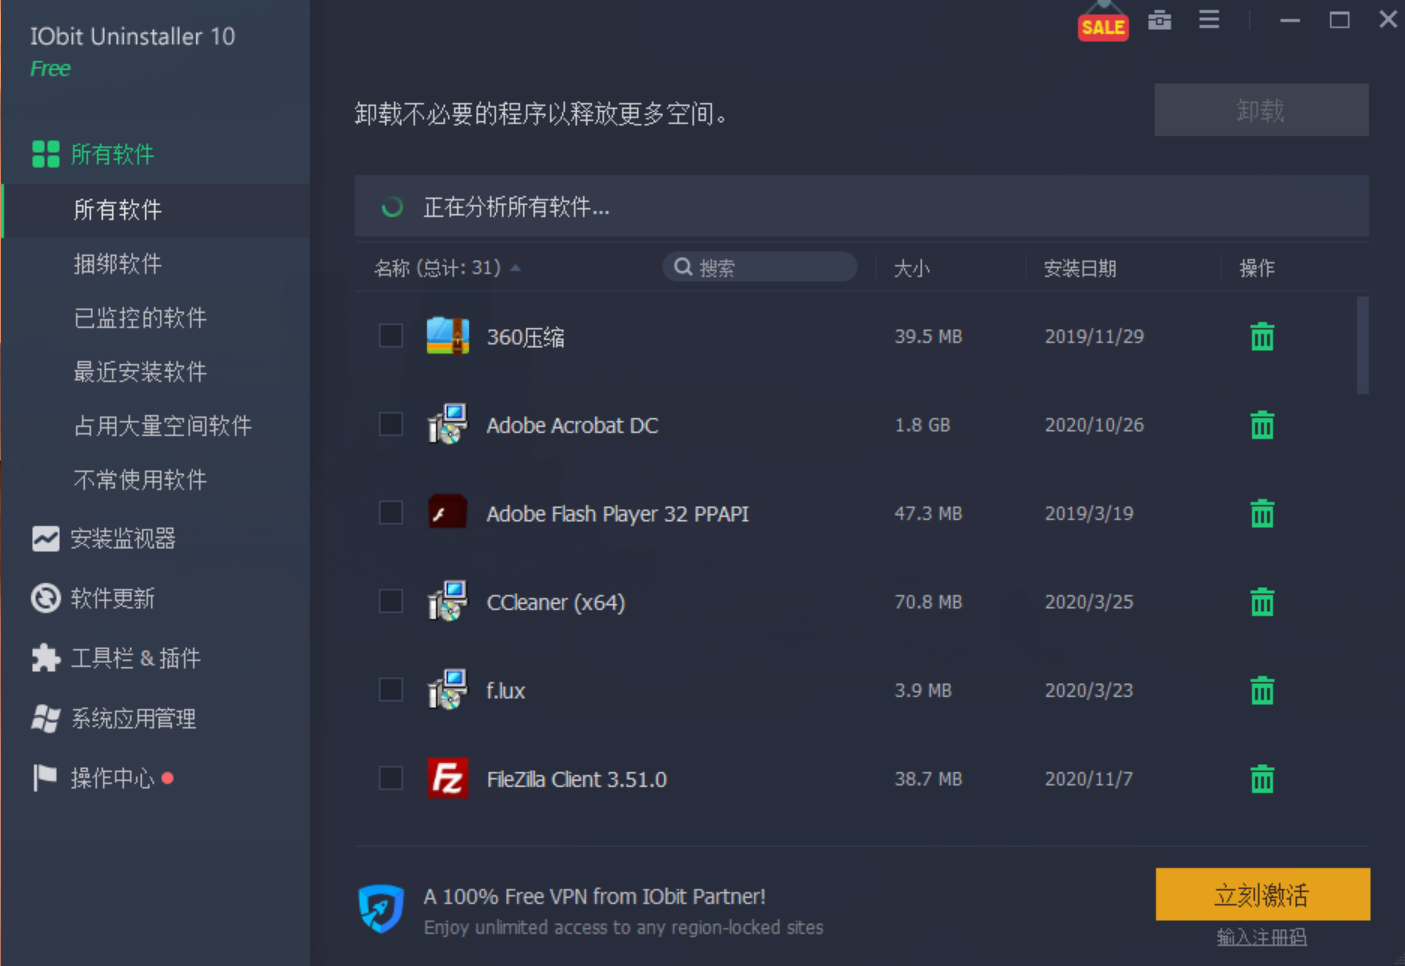 IObit Uninstaller 10
Free
SALE
所有软件
所有软件
捆绑软件
已监控的软件
最近安装软件
占用大量空间软件
不常使用软件
安装监视器
软件更新
工具栏 & 插件
系统应用管理
操作中心
卸载不必要的程序以释放更多空间。
卸载
正在分析所有软件...
名称 (总计: 31) 搜索 大小 安装日期 操作
360压缩 39.5 MB 2019/11/29
Adobe Acrobat DC 1.8 GB 2020/10/26
Adobe Flash Player 32 PPAPI 47.3 MB 2019/3/19
CCleaner (x64) 70.8 MB 2020/3/25
f.lux 3.9 MB 2020/3/23
FileZilla Client 3.51.0 38.7 MB 2020/11/7
A 100% Free VPN from IObit Partner!
Enjoy unlimited access to any region-locked sites
立刻激活
输入注册码